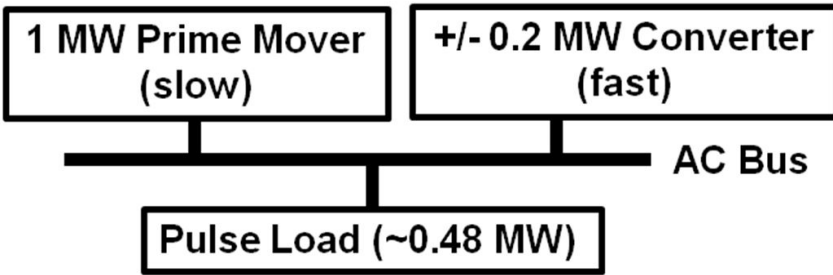 1 MW Prime Mover
(slow)
+/- 0.2 MW Converter
(fast)
AC Bus
Pulse Load (~0.48 MW)